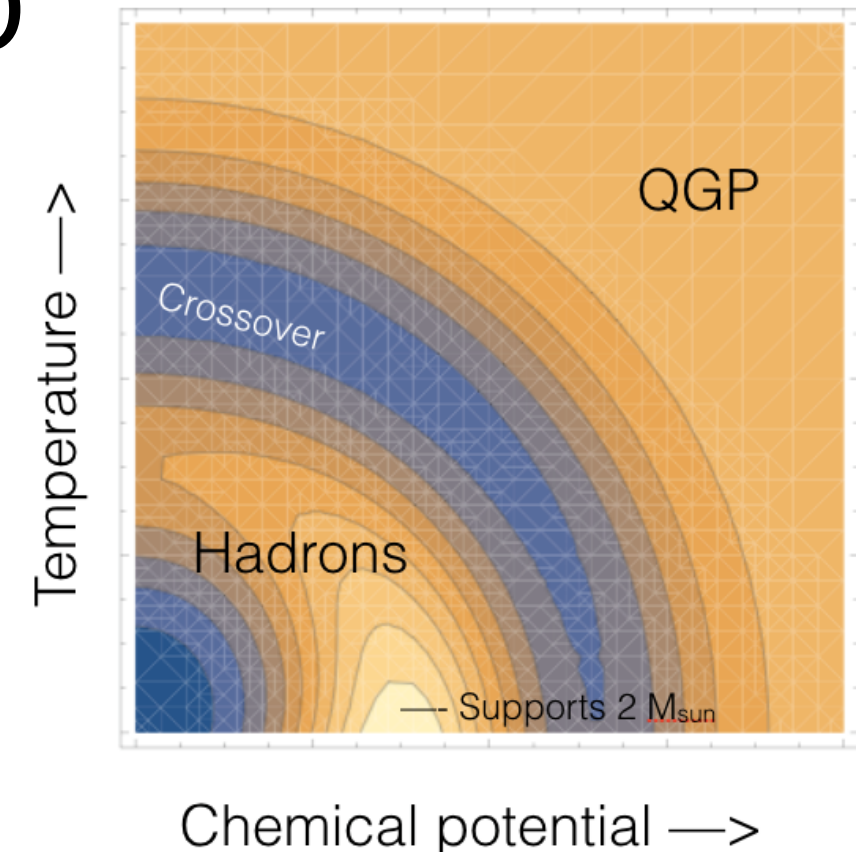 QGP
Crossover
Temperature —>
Hadrons
— Supports 2 Msun
Chemical potential —>